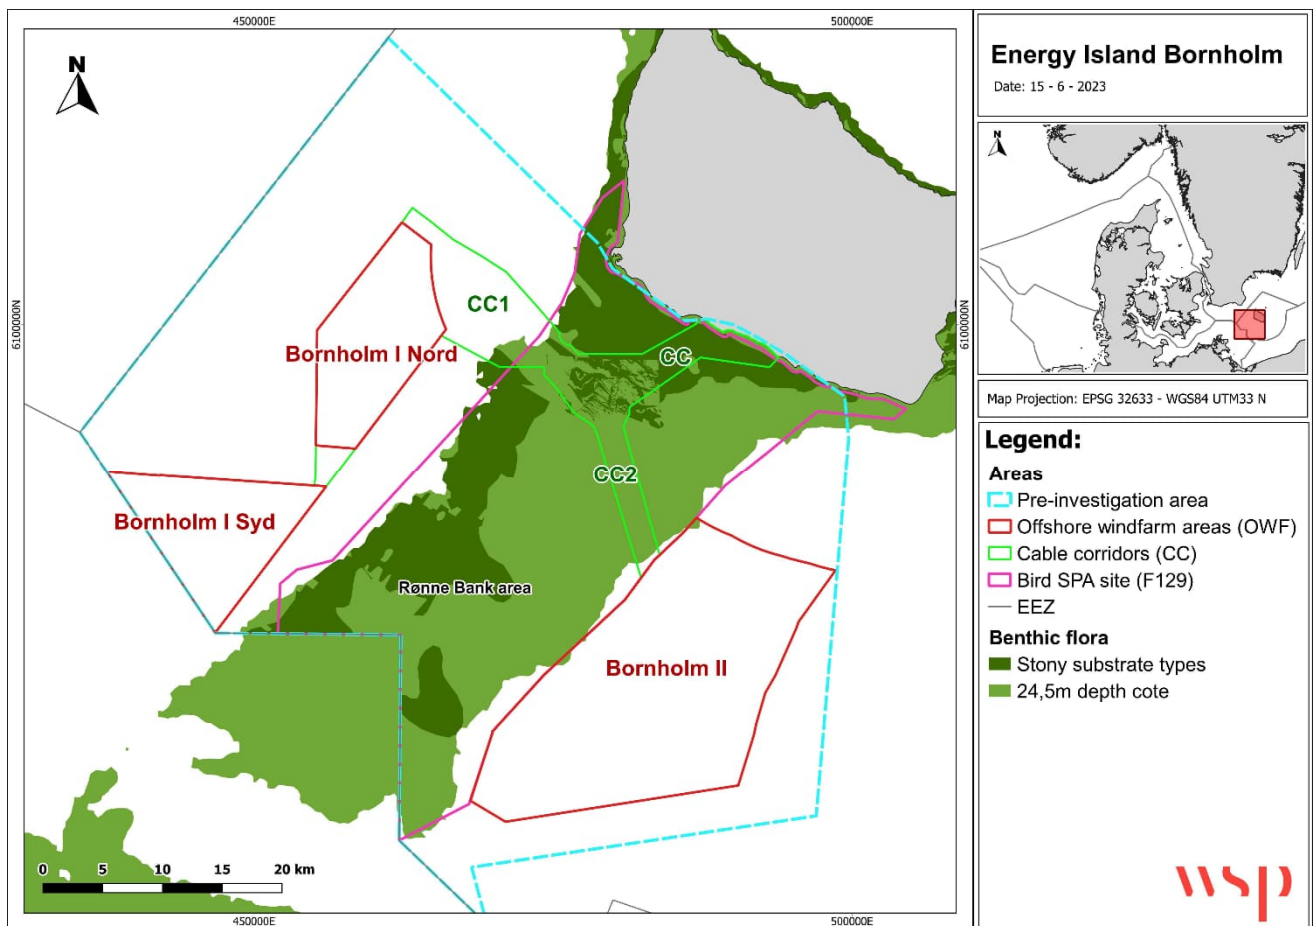 450000E
500000E
N
6100000N
6100000N
CC1
CC
Bornholm I Nord
CC2
Bornholm I Syd
Rønne Bank area
Bornholm II
0 5 10 15 20 km
450000E
500000E
Energy Island Bornholm
Date: 15 - 6 - 2023
N
Map Projection: EPSG 32633 - WGS84 UTM33 N
Legend:
Areas
Pre-investigation area
Offshore windfarm areas (OWF)
Cable corridors (CC)
Bird SPA site (F129)
EEZ
Benthic flora
Stony substrate types
24,5m depth cote
wsp